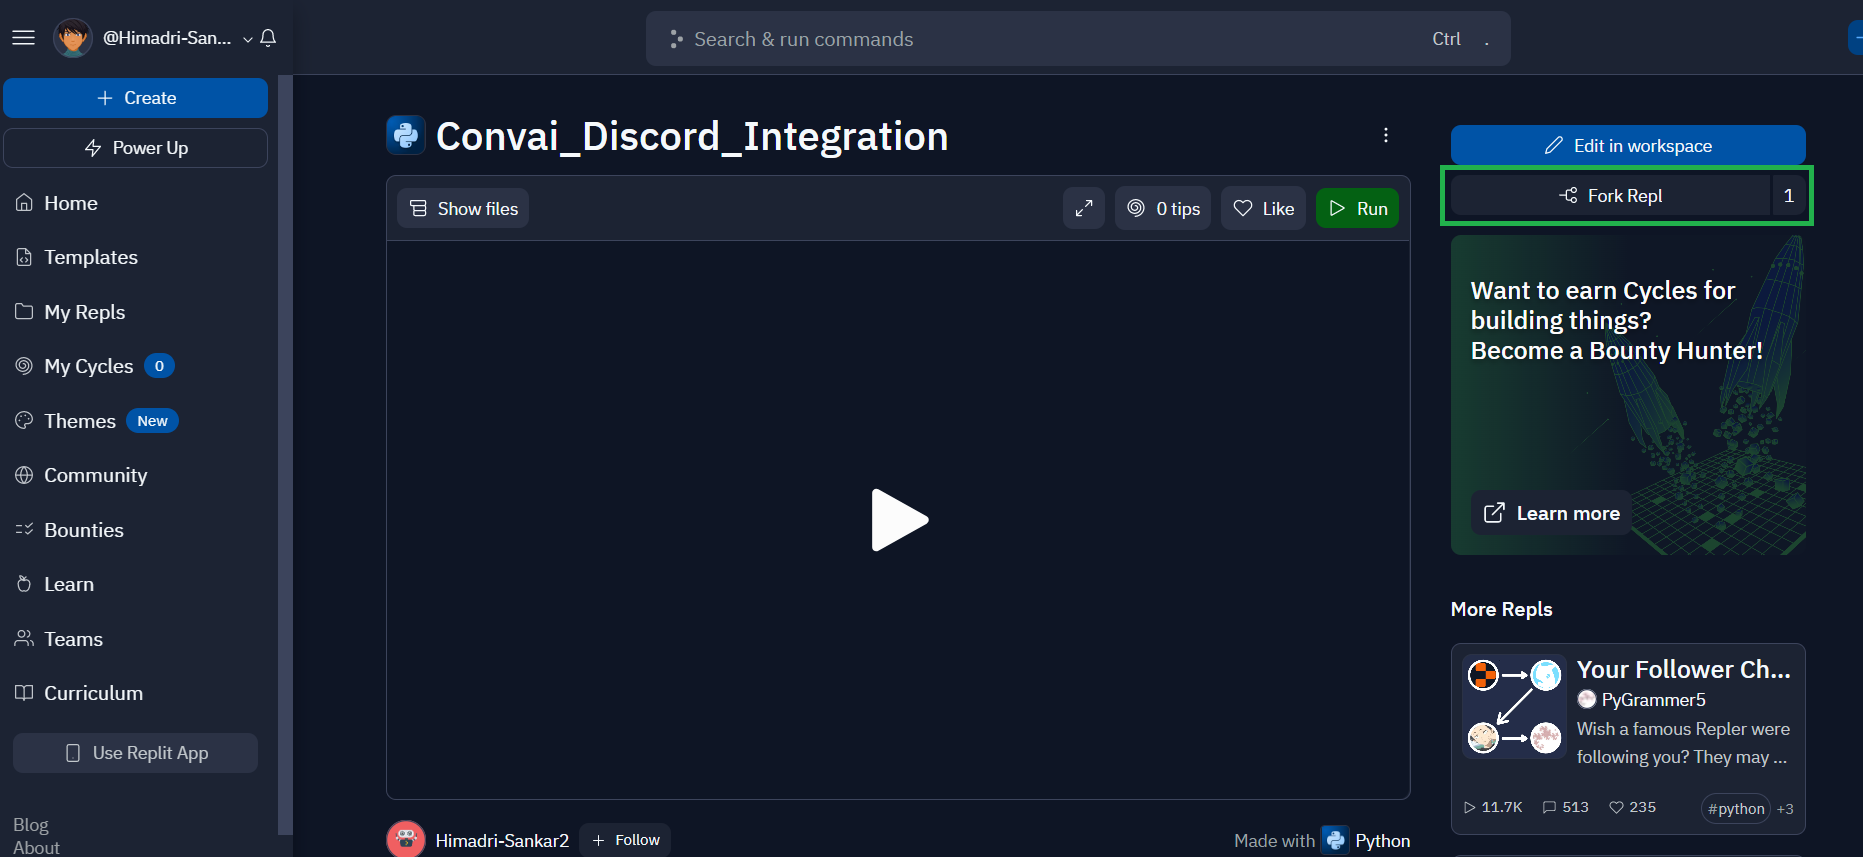 @Himadri-San...
Search & run commands
Ctrl .
Create
Power Up
Home
Templates
My Repls
My Cycles 0
Themes New
Community
Bounties
Learn
Teams
Curriculum
Use Replit App
Blog
About
Convai_Discord_Integration
Show files
0 tips
Like
Run
Himadri-Sankar2
+ Follow
Made with Python
Edit in workspace
Fork Repl 1
Want to earn Cycles for
building things?
Become a Bounty Hunter!
Learn more
More Repls
Your Follower Ch...
PyGrammer5
Wish a famous Repler were
following you? They may ...
11.7K 513 235 #python +3